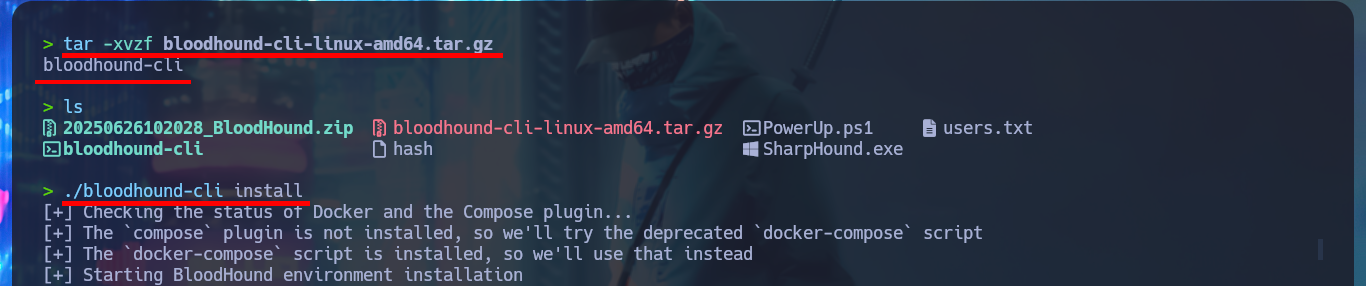 > tar -xvzf bloodhound-cli-linux-amd64.tar.gz
bloodhound-cli
> ls
20250626102028_BloodHound.zip bloodhound-cli-linux-amd64.tar.gz PowerUp.ps1 users.txt
bloodhound-cli hash SharpHound.exe
> ./bloodhound-cli install
[+] Checking the status of Docker and the Compose plugin...
[+] The `compose` plugin is not installed, so we'll try the deprecated `docker-compose` script
[+] The `docker-compose` script is installed, so we'll use that instead
[+] Starting BloodHound environment installation